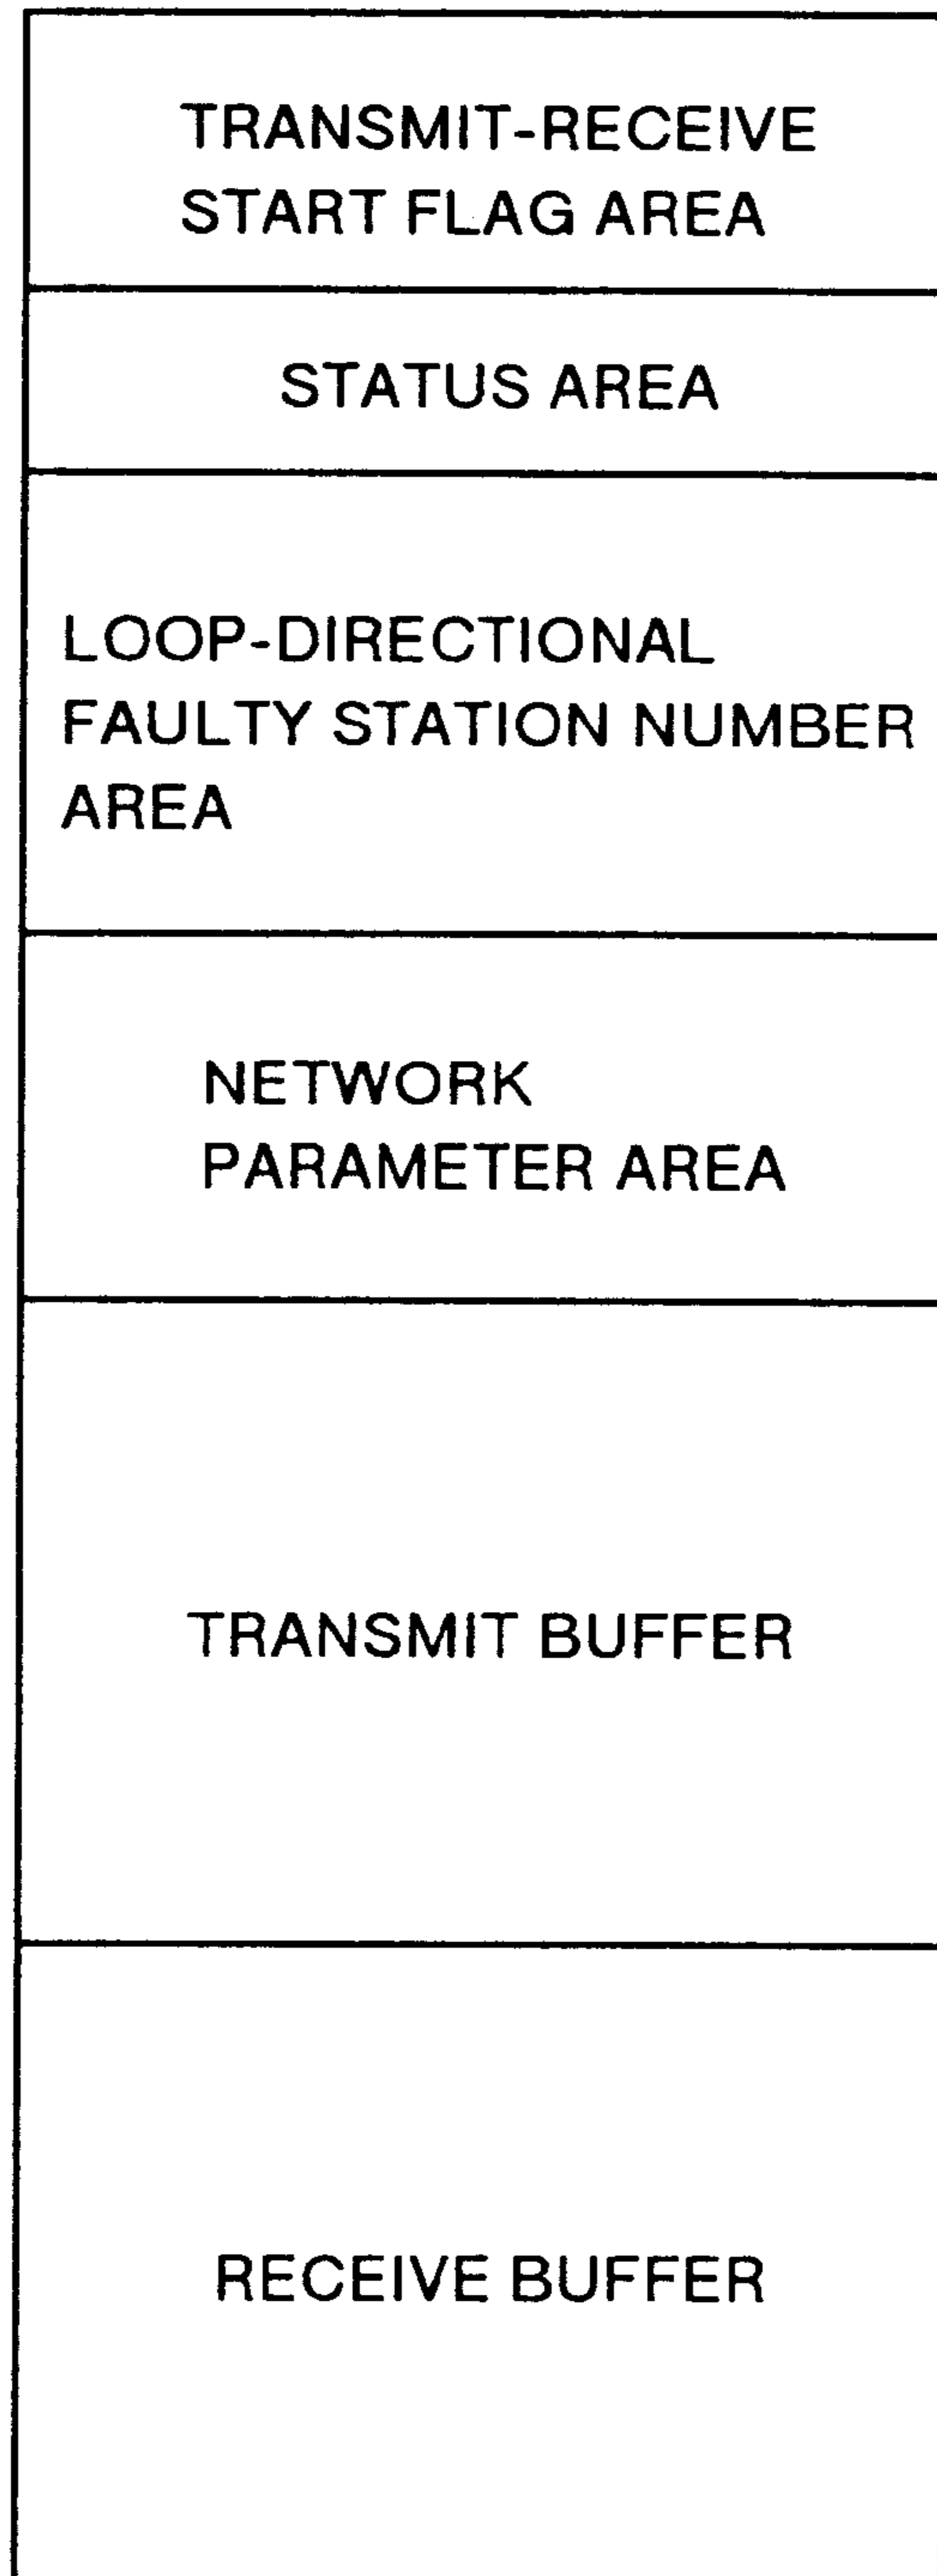 TRANSMIT-RECEIVE
START FLAG AREA
STATUS AREA
LOOP-DIRECTIONAL
FAULTY STATION NUMBER
AREA
NETWORK
PARAMETER AREA
TRANSMIT BUFFER
RECEIVE BUFFER